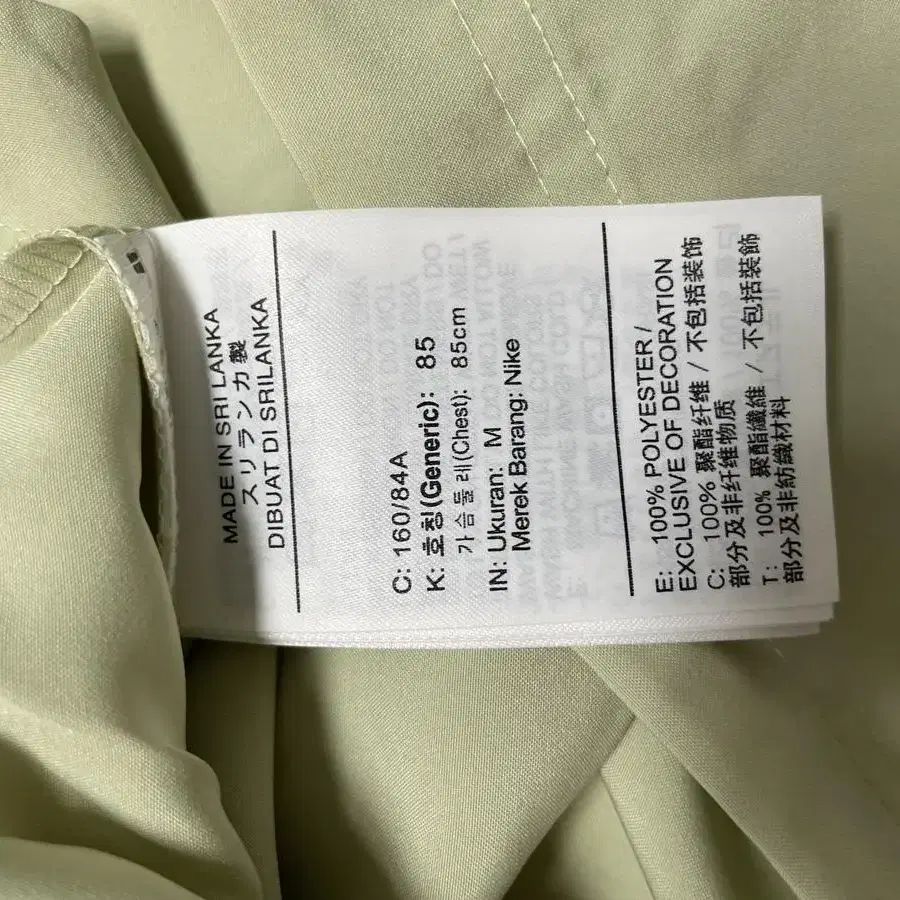 MADE IN SRI LANKA
スリランカ製
DIBUAT DI SRILANKA
C: 160/84A
K: 호칭(Generic): 85
가슴둘레(Chest): 85cm
IN: Ukuran: M
Merek Barang: Nike
E: 100% POLYESTER /
EXCLUSIVE OF DECORATION
C: 100% 聚酯纤维 / 不包括装饰
部分及非纤维物质
T: 100% 聚酯纖維 / 不包括裝飾
部分及非紡織材料